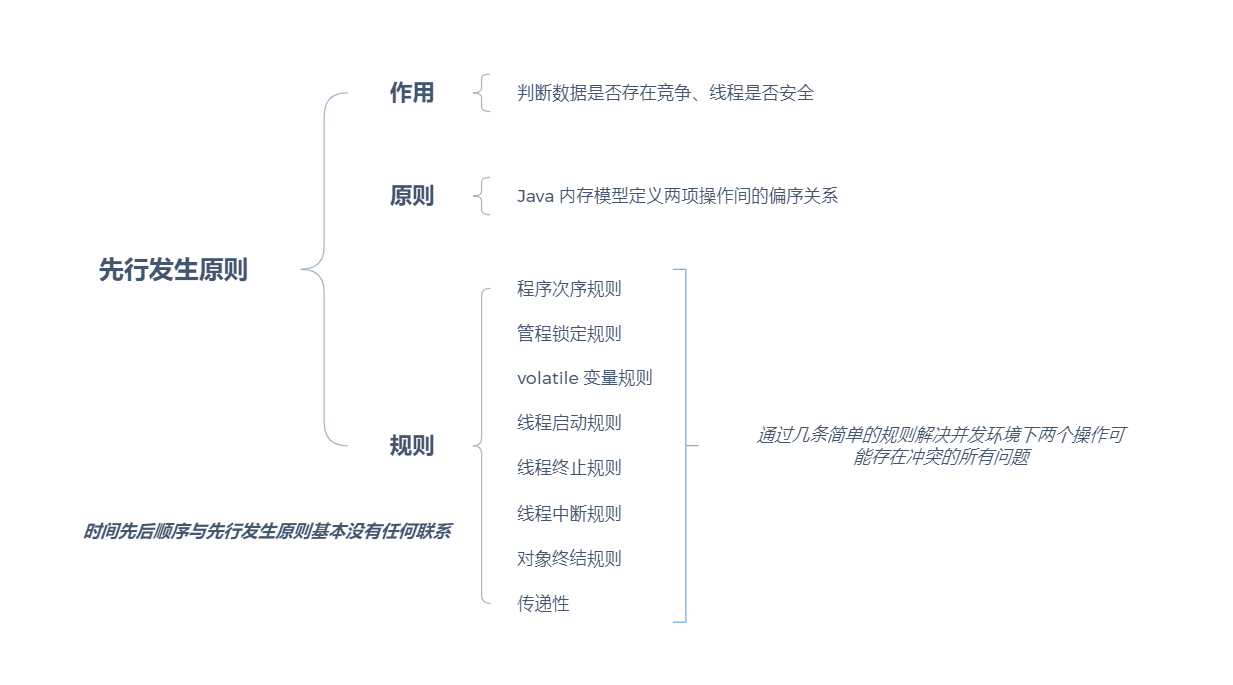 先行发生原则
作用
判断数据是否存在竞争、线程是否安全
原则
Java 内存模型定义两项操作间的偏序关系
规则
程序次序规则
管程锁定规则
volatile 变量规则
线程启动规则
线程终止规则
线程中断规则
对象终结规则
传递性
通过几条简单的规则解决并发环境下两个操作可
能存在冲突的所有问题
时间先后顺序与先行发生原则基本没有任何联系